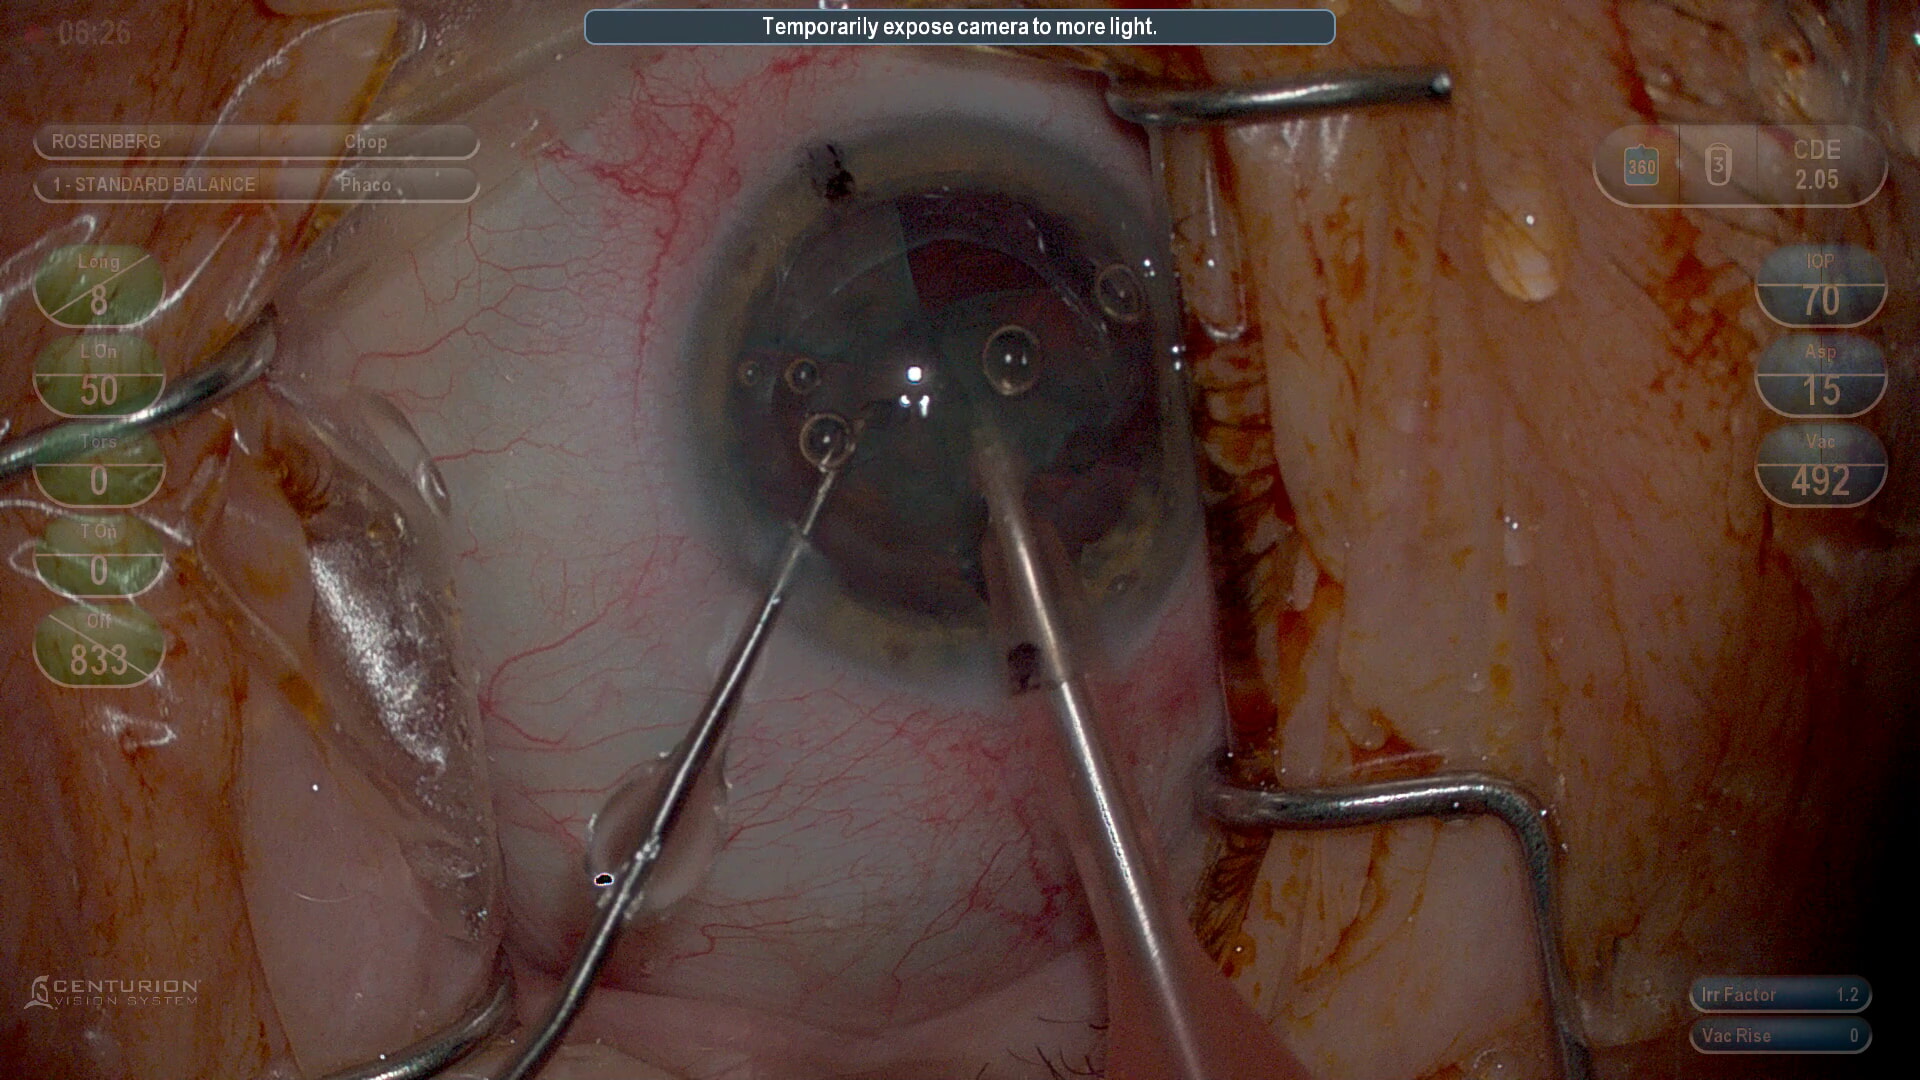 Temporarily expose camera to more light.
06:26
ROSENBERG Chop
1 - STANDARD BALANCE Phaco
360 3 CDE 2.05
Long
8
L On
50
Tors
0
T On
0
Off
833
IOP
70
Asp
15
Vac
492
CENTURION
VISION SYSTEM
Irr Factor 1.2
Vac Rise 0